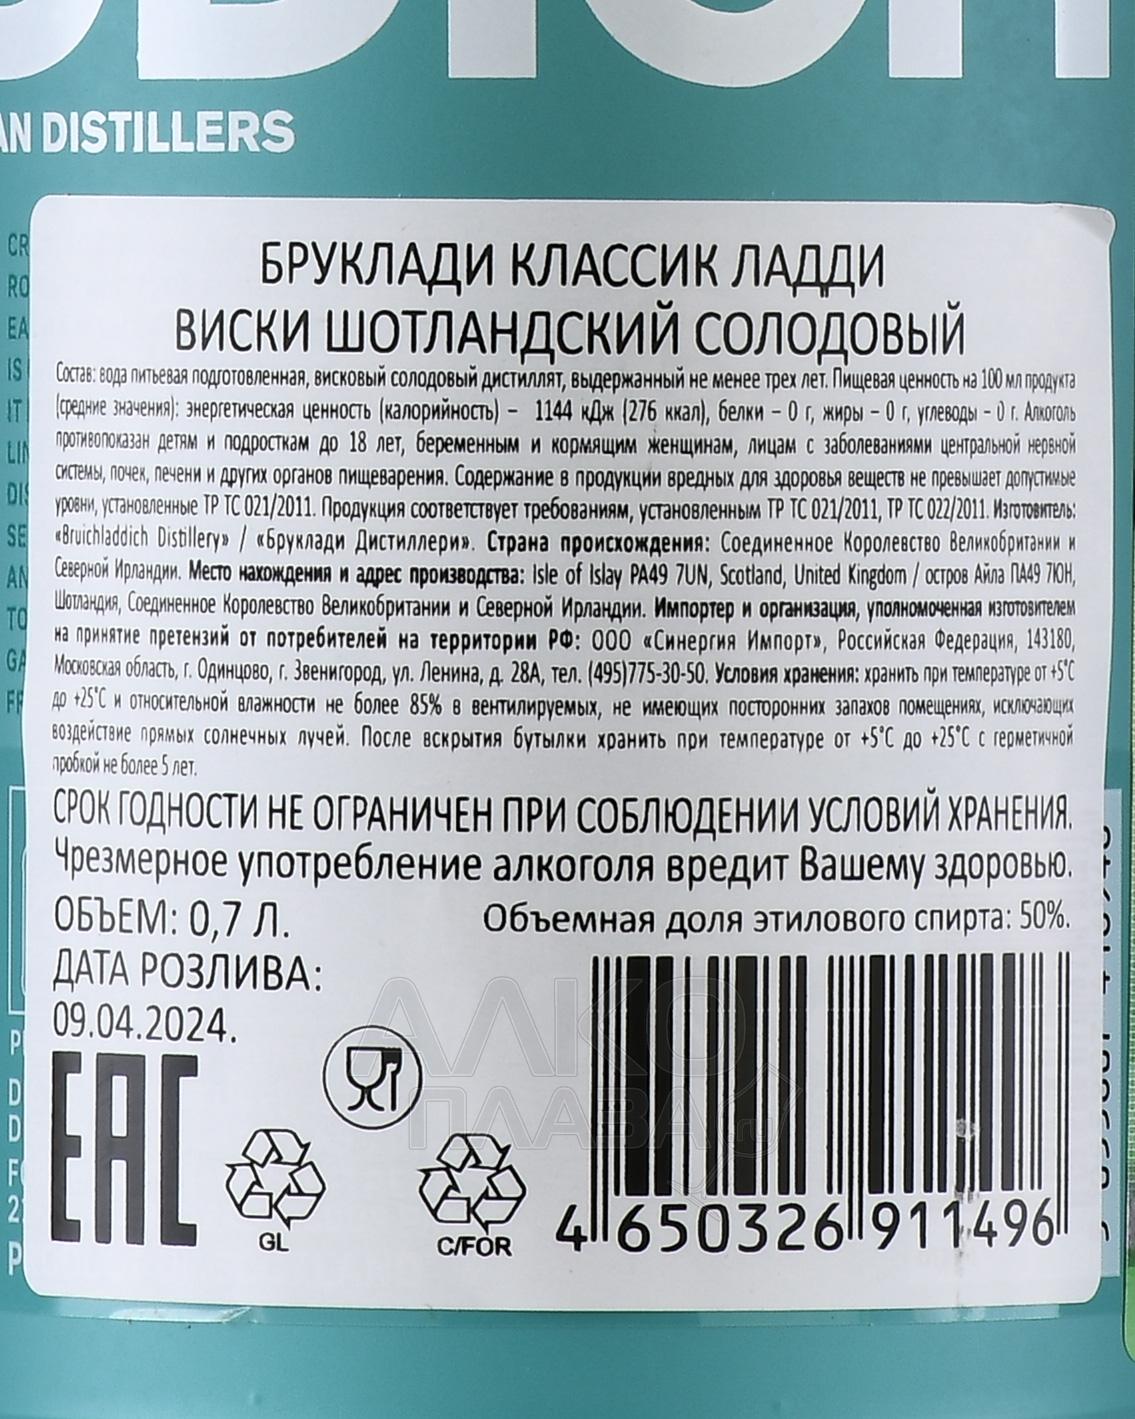 AN DISTILLERS
БРУКЛАДИ КЛАССИК ЛАДДИ
ВИСКИ ШОТЛАНДСКИЙ СОЛОДОВЫЙ
Состав: вода питьевая подготовленная, висковый солодовый дистиллят, выдержанный не менее трех лет. Пищевая ценность на 100 мл продукта
(средние значения): энергетическая ценность (калорийность) – 1144 кДж (276 ккал), белки – 0 г, жиры – 0 г, углеводы – 0 г. Алкоголь
противопоказан детям и подросткам до 18 лет, беременным и кормящим женщинам, лицам с заболеваниями центральной нервной
системы, почек, печени и других органов пищеварения. Содержание в продукции вредных для здоровья веществ не превышает допустимые
уровни, установленные ТР ТС 021/2011. Продукция соответствует требованиям, установленным ТР ТС 021/2011, ТР ТС 022/2011. Изготовитель:
«Bruichladdich Distillery» / «Бруклади Дистиллери». Страна происхождения: Соединенное Королевство Великобритании и
Северной Ирландии. Место нахождения и адрес производства: Isle of Islay PA49 7UN, Scotland, United Kingdom / остров Айла ПА49 7ЮН,
Шотландия, Соединенное Королевство Великобритании и Северной Ирландии. Импортер и организация, уполномоченная изготовителем
на принятие претензий от потребителей на территории РФ: ООО «Синергия Импорт», Российская Федерация, 143180,
Московская область, г. Одинцово, г. Звенигород, ул. Ленина, д. 28А, тел. (495)775-30-50. Условия хранения: хранить при температуре от +5°С
до +25°С и относительной влажности не более 85% в вентилируемых, не имеющих посторонних запахов помещениях, исключающих
воздействие прямых солнечных лучей. После вскрытия бутылки хранить при температуре от +5°С до +25°С с герметичной
пробкой не более 5 лет.
СРОК ГОДНОСТИ НЕ ОГРАНИЧЕН ПРИ СОБЛЮДЕНИИ УСЛОВИЙ ХРАНЕНИЯ.
Чрезмерное употребление алкоголя вредит Вашему здоровью.
ОБЪЕМ: 0,7 Л.
Объемная доля этилового спирта: 50%.
ДАТА РОЗЛИВА:
09.04.2024.
АЛКО
ПЛАВА
ru
EAC
GL
C/FOR
4 650326 911496